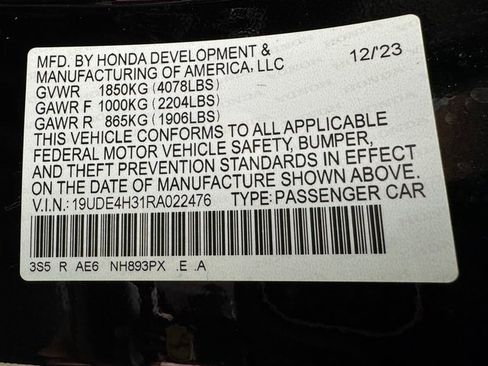 MFD. BY HONDA DEVELOPMENT &
MANUFACTURING OF AMERICA, LLC 12/'23
GVWR 1850KG (4078LBS)
GAWR F 1000KG (2204LBS)
GAWR R 865KG (1906LBS)
THIS VEHICLE CONFORMS TO ALL APPLICABLE
FEDERAL MOTOR VEHICLE SAFETY, BUMPER,
AND THEFT PREVENTION STANDARDS IN EFFECT
ON THE DATE OF MANUFACTURE SHOWN ABOVE.
V.I.N.: 19UDE4H31RA022476 TYPE: PASSENGER CAR
3S5 R AE6 NH893PX .E .A